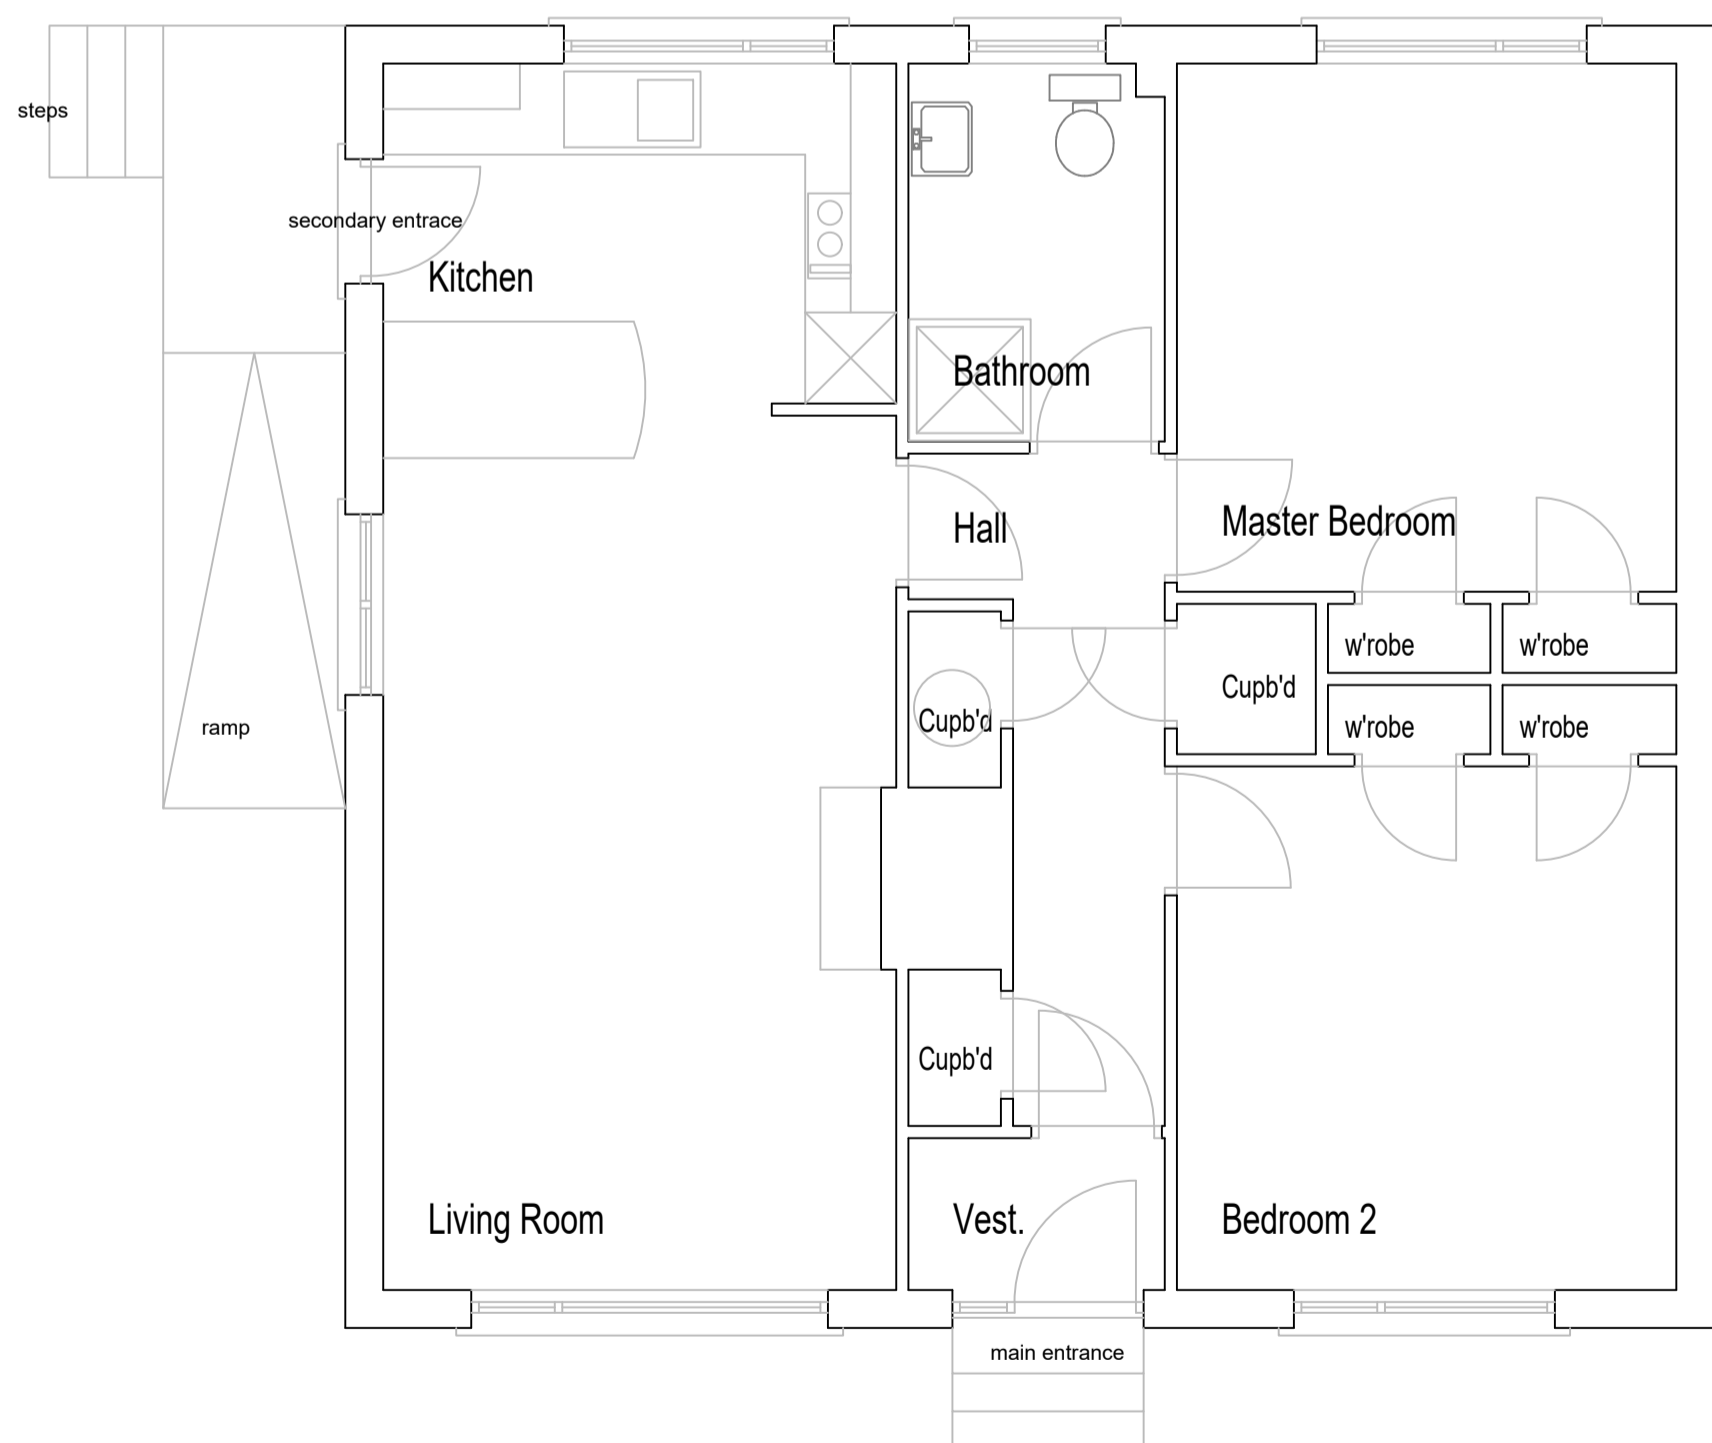 steps
secondary entrace
Kitchen
Bathroom
Hall
Master Bedroom
w'robe
w'robe
Cupb'd
Cupb'd
w'robe
w'robe
ramp
Cupb'd
Living Room
Vest.
Bedroom 2
main entrance